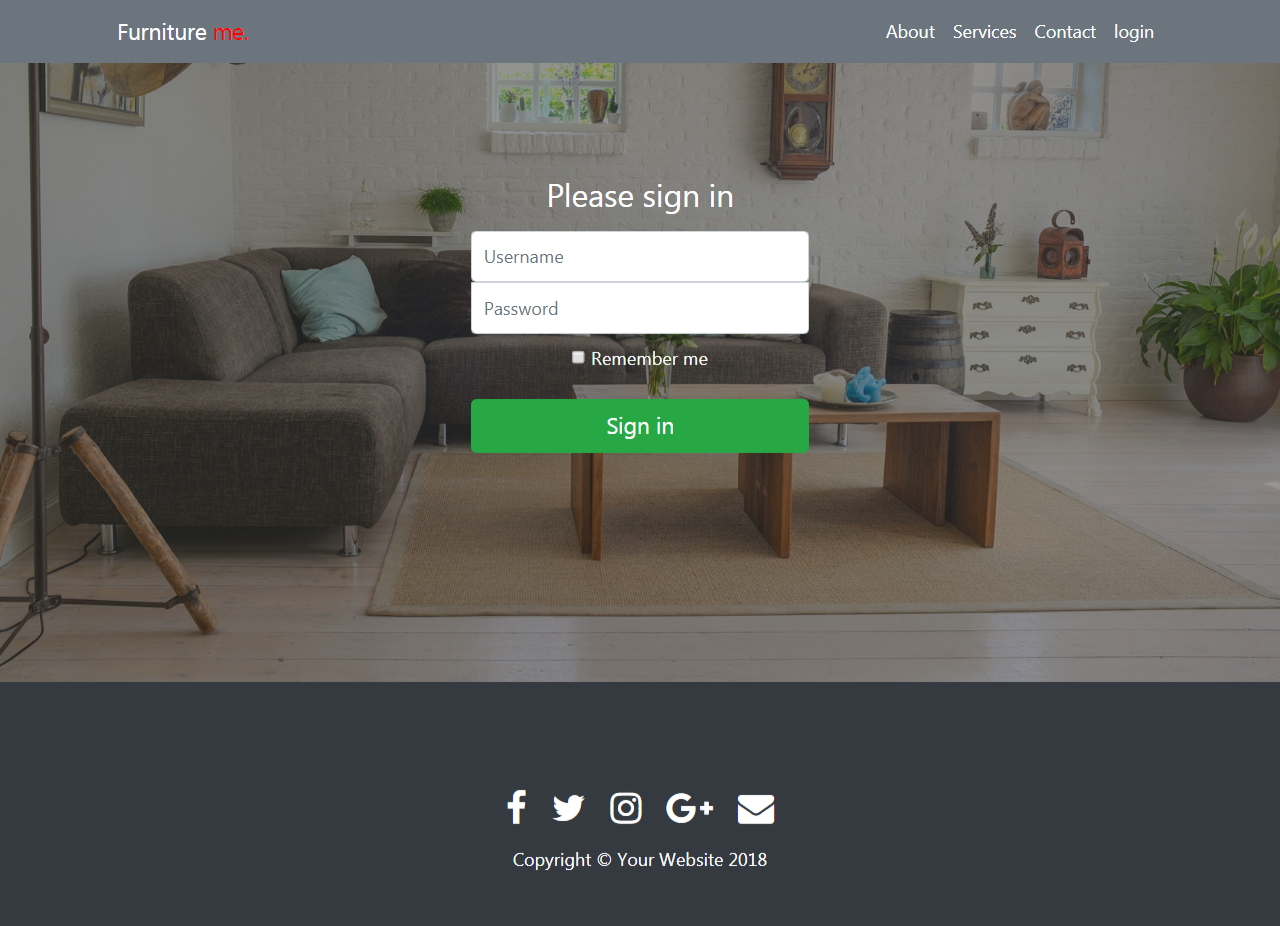 Furniture me.
About Services Contact login
Please sign in
Username
Password
Remember me
Sign in
Copyright © Your Website 2018